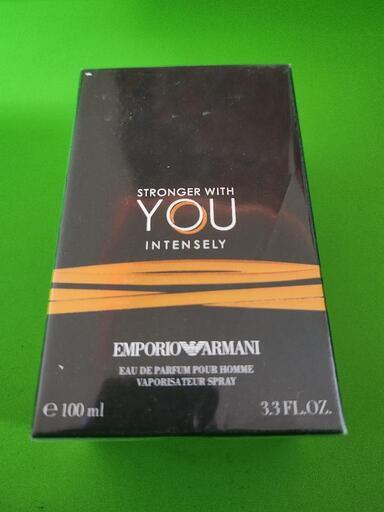 STRONGER WITH
YOU
INTENSELY
EMPORIO ARMANI
EAU DE PARFUM POUR HOMME
VAPORISATEUR SPRAY
℮ 100 ml 3.3 FL.OZ.